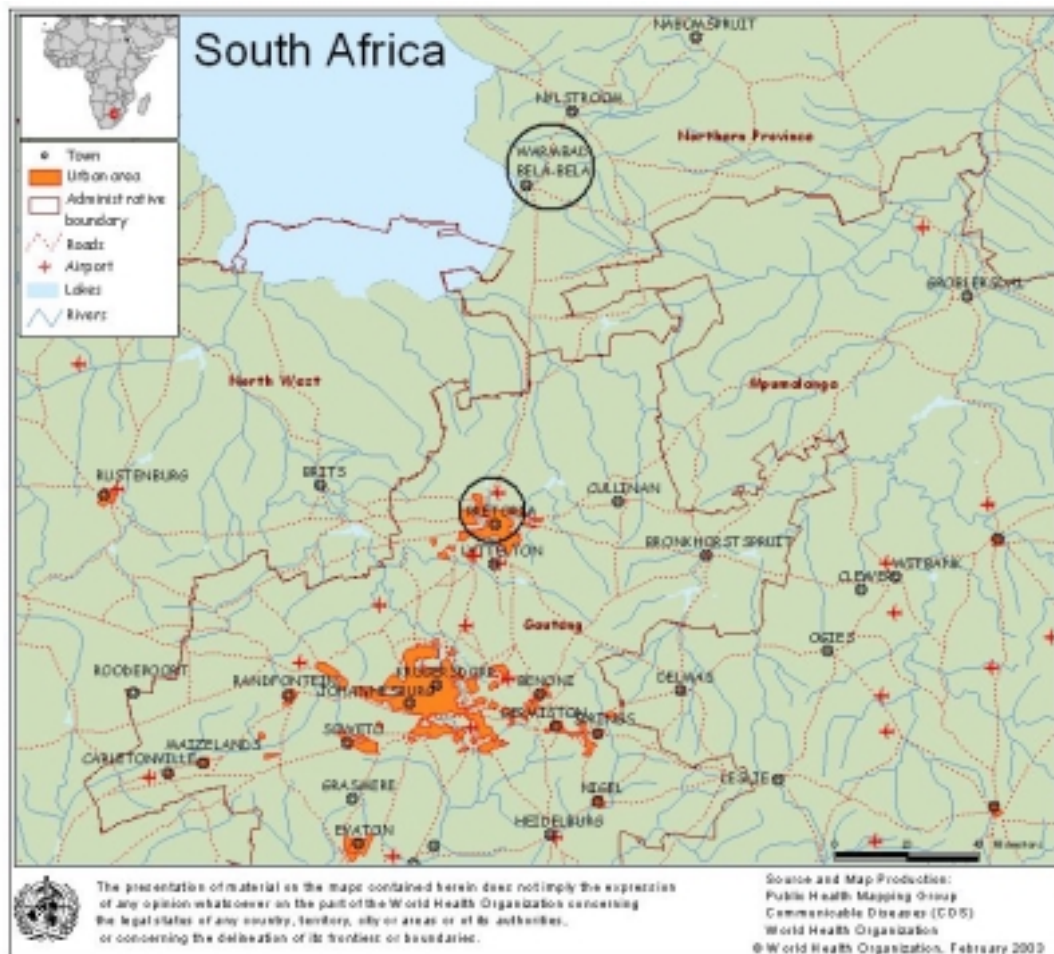 South Africa
NABOOMSPRUIT
NYLSTROOM
Northern Province
WARMBAD
BELA-BELA
Town
Urban area
Administrative
boundary
Roads
Airport
Lakes
Rivers
GROBLERSDAL
North West
Mpumalanga
RUSTENBURG
BRITS
CULLINAN
PRETORIA
LYTTELTON
BRONKHORSTSPRUIT
CLEWER
WITBANK
Gauteng
OGIES
ROODEPOORT
RANDFONTEIN
KRUGERSDORP
JOHANNESBURG
BENONI
DELMAS
GERMISTON
SPRINGS
SOWETO
MAIZELANDS
CARLETONVILLE
LESLIE
GRASMERE
NIGEL
HEIDELBURG
EVATON
0 20 40 Kilometers
The presentation of material on the maps contained herein does not imply the expression
of any opinion whatsoever on the part of the World Health Organization concerning
the legal status of any country, territory, city or areas or of its authorities,
or concerning the delineation of its frontiers or boundaries.
Source and Map Production:
Public Health Mapping Group
Communicable Diseases (CDS)
World Health Organization
© World Health Organization, February 2003